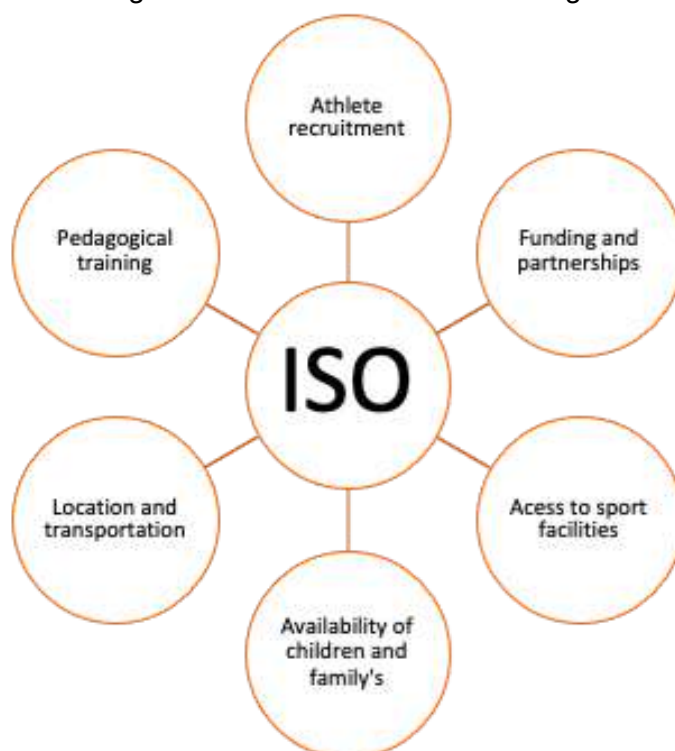 Athlete
recruitment
Funding and
partnerships
Acess to sport
facilities
Availability of
children and
family's
Location and
transportation
Pedagogical
training
ISO